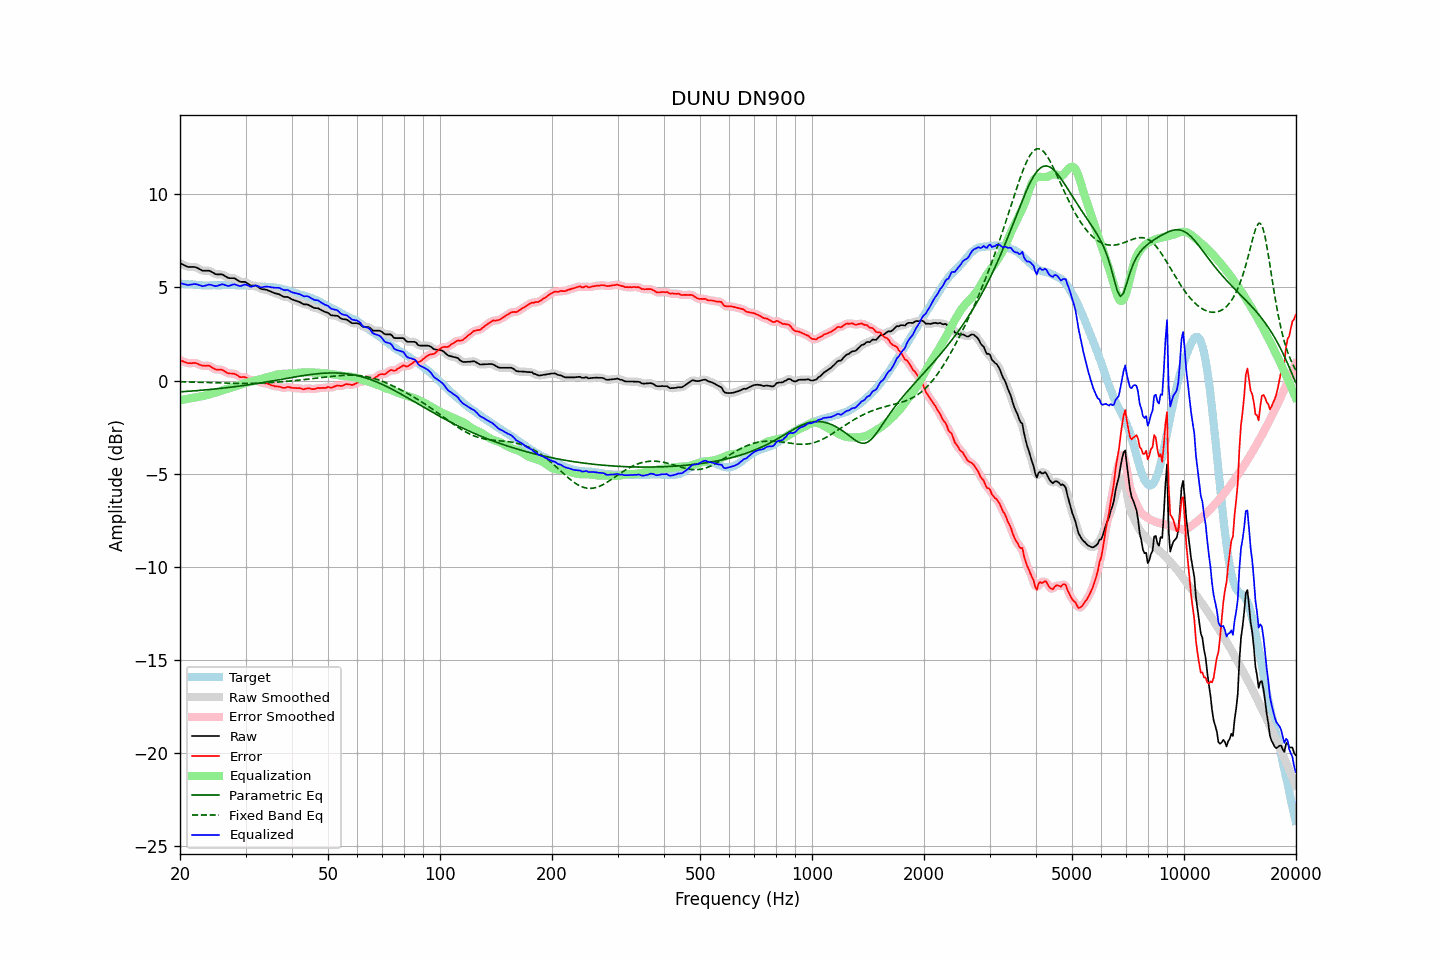 DUNU DN900
Amplitude (dBr)
10
5
0
−5
−10
−15
−20
−25
Target
Raw Smoothed
Error Smoothed
Raw
Error
Equalization
Parametric Eq
Fixed Band Eq
Equalized
20 50 100 200 500 1000 2000 5000 10000 20000
Frequency (Hz)